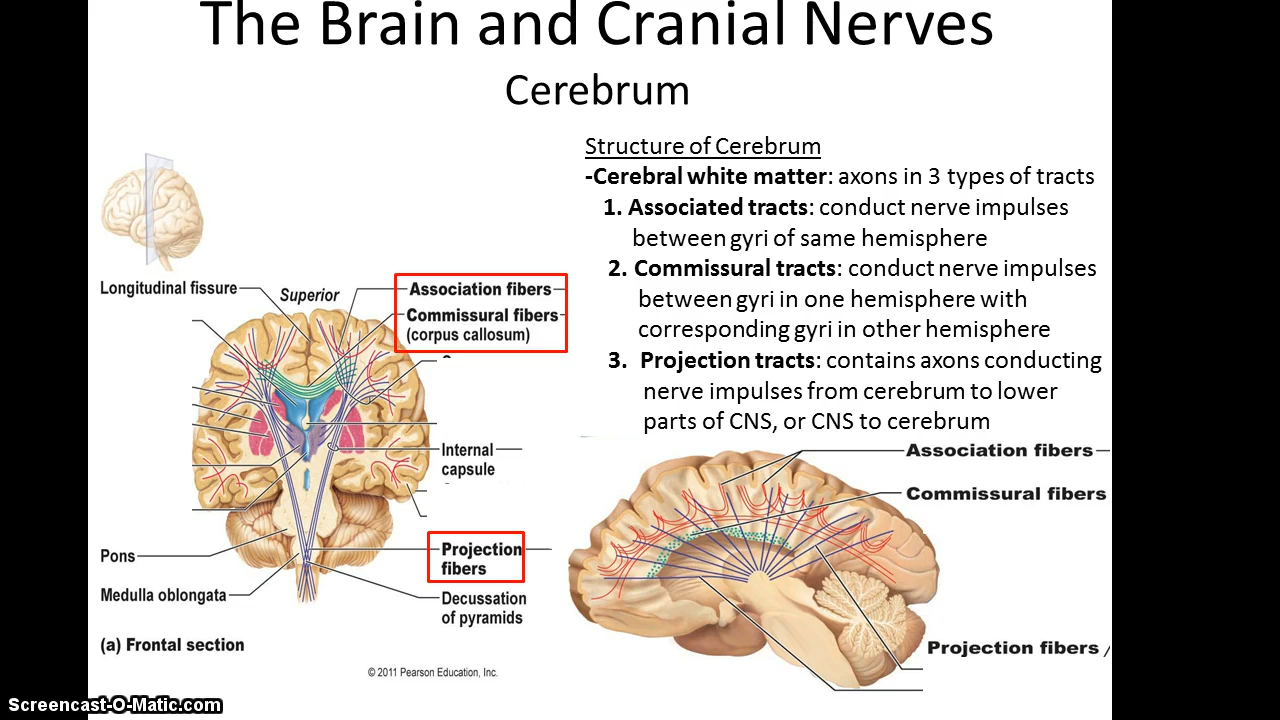 The Brain and Cranial Nerves
Cerebrum
Structure of Cerebrum
-Cerebral white matter: axons in 3 types of tracts
1. Associated tracts: conduct nerve impulses
between gyri of same hemisphere
2. Commissural tracts: conduct nerve impulses
between gyri in one hemisphere with
corresponding gyri in other hemisphere
3. Projection tracts: contains axons conducting
nerve impulses from cerebrum to lower
parts of CNS, or CNS to cerebrum
Longitudinal fissure
Superior
Association fibers
Commissural fibers
(corpus callosum)
Internal
capsule
Projection
fibers
Decussation
of pyramids
Pons
Medulla oblongata
(a) Frontal section
© 2011 Pearson Education, Inc.
Association fibers
Commissural fibers
Projection fibers
Screencast-O-Matic.com